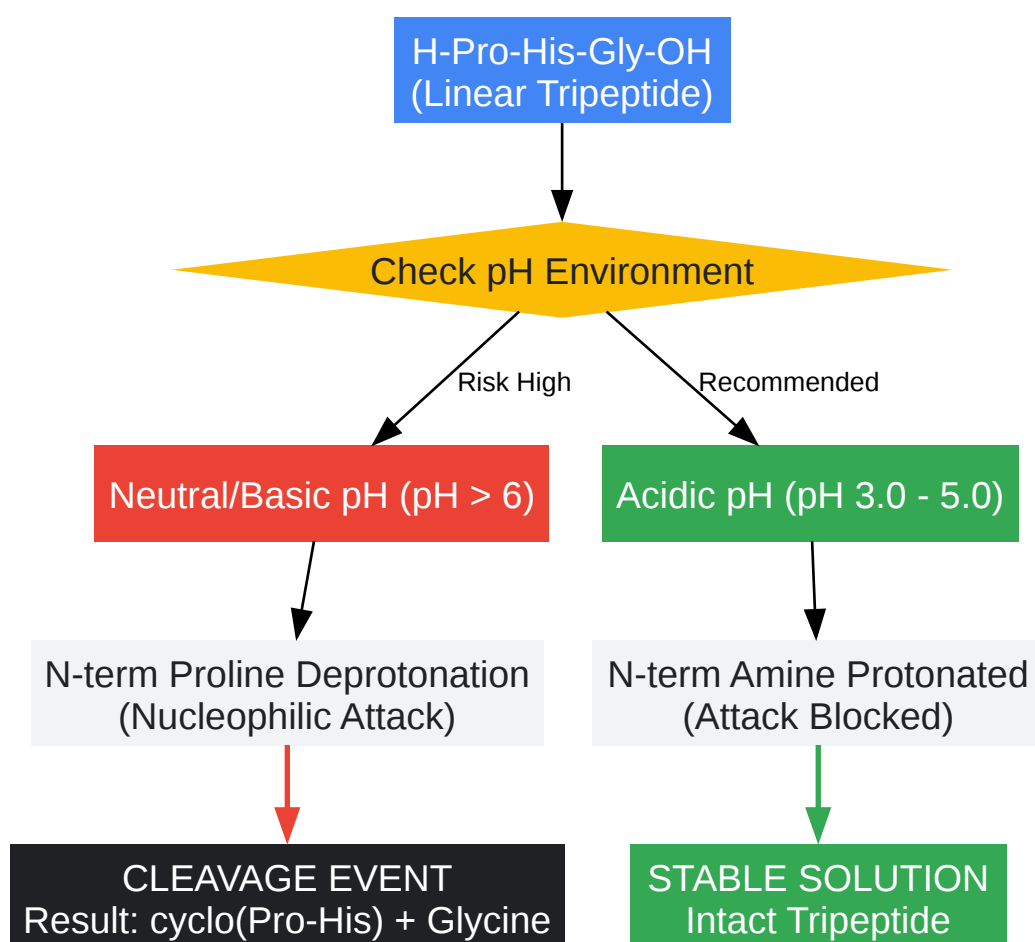 H-Pro-His-Gly-OH
(Linear Tripeptide)
Check pH Environment
Risk High
Recommended
Neutral/Basic pH (pH > 6)
Acidic pH (pH 3.0 - 5.0)
N-term Proline Deprotonation
(Nucleophilic Attack)
N-term Amine Protonated
(Attack Blocked)
CLEAVAGE EVENT
Result: cyclo(Pro-His) + Glycine
STABLE SOLUTION
Intact Tripeptide